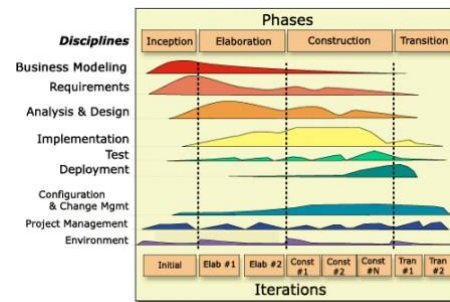 Phases
Disciplines
Inception Elaboration Construction Transition
Business Modeling
Requirements
Analysis & Design
Implementation
Test
Deployment
Configuration
& Change Mgmt
Project Management
Environment
Initial Elab #1 Elab #2 Const
#1 Const
#2 Const
#N Tran
#1 Tran
#2
Iterations